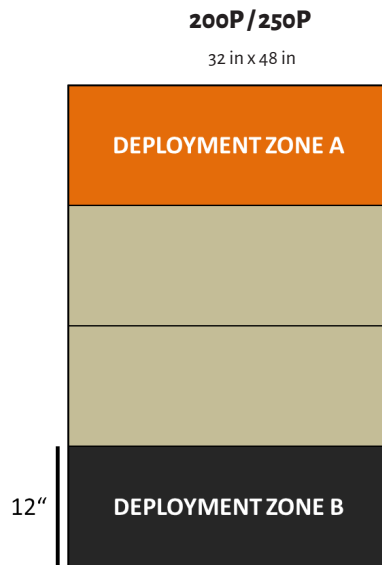 200P/250P
32 in x 48 in
DEPLOYMENT ZONE A
12“
DEPLOYMENT ZONE B